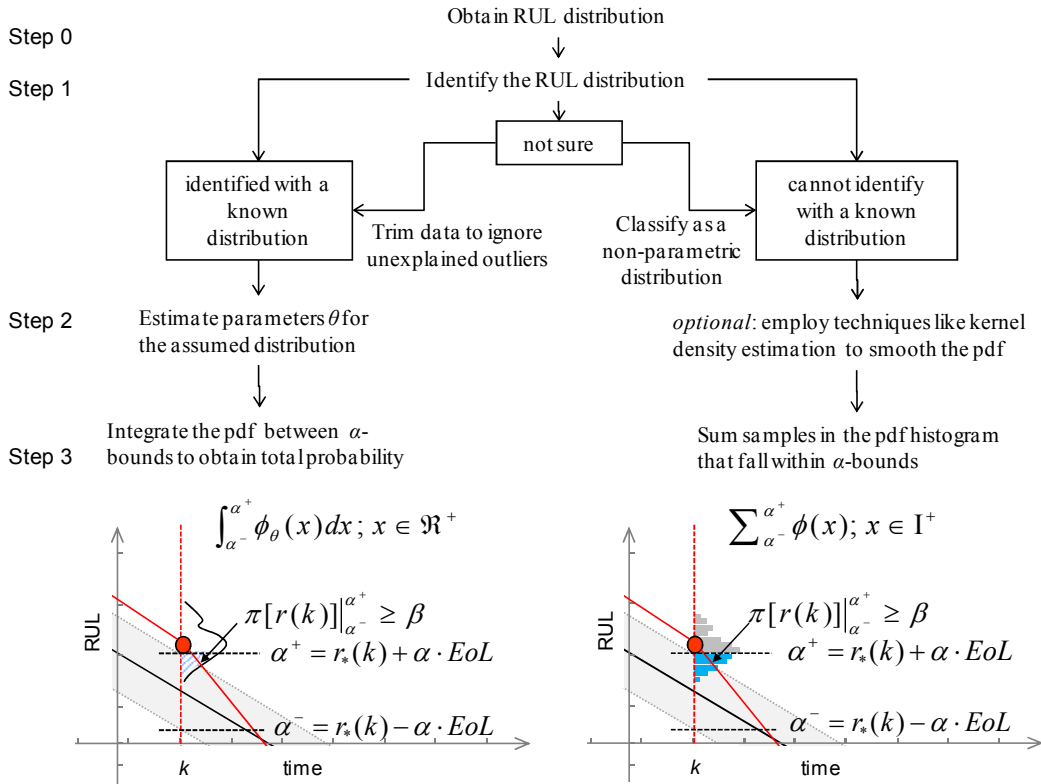 Obtain RUL distribution
Step 0
Step 1
Identify the RUL distribution
not sure
identified with a
known
distribution
Trim data to ignore
unexplained outliers
Classify as a
non-parametric
distribution
cannot identify
with a known
distribution
Step 2
Estimate parameters θ for
the assumed distribution
optional: employ techniques like kernel
density estimation to smooth the pdf
Step 3
Integrate the pdf between α-
bounds to obtain total probability
Sum samples in the pdf histogram
that fall within α-bounds
∫_{α⁻}^{α⁺} φ_θ(x)dx; x ∈ ℜ⁺
π[r(k)]|_{α⁻}^{α⁺} ≥ β
α⁺ = r_*(k) + α · EoL
α⁻ = r_*(k) − α · EoL
RUL
k
time
∑_{α⁻}^{α⁺} φ(x); x ∈ I⁺
π[r(k)]|_{α⁻}^{α⁺} ≥ β
α⁺ = r_*(k) + α · EoL
α⁻ = r_*(k) − α · EoL
RUL
k
time